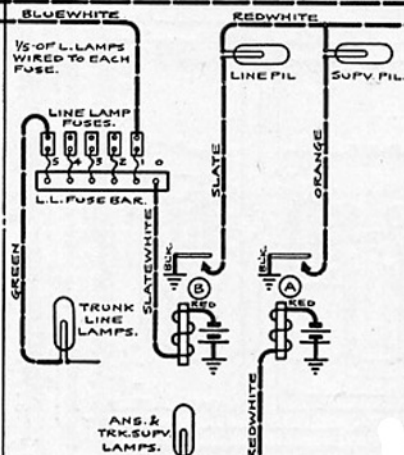 BLUEWHITE
REDWHITE
1/5-OF L. LAMPS
WIRED TO EACH
FUSE.
LINE PIL
SUPV. PIL.
LINE LAMP
FUSES.
5 4 3 2 1 0
L.L. FUSE BAR.
SLATE
ORANGE
GREEN
SLATEWHITE
BLK.
BLK.
B
A
RED
RED
TRUNK
LINE
LAMPS.
ANS. &
TRK. SUPV.
LAMPS.
REDWHITE